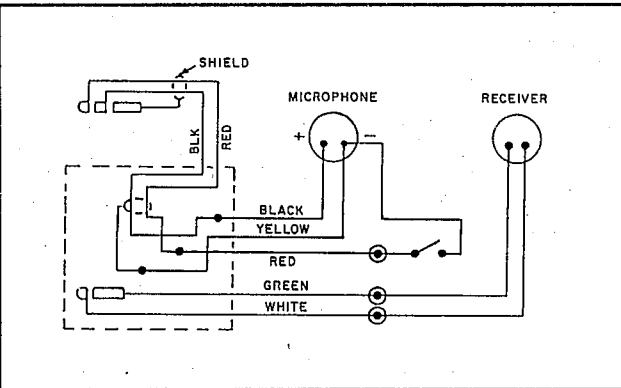 SHIELD
MICROPHONE
RECEIVER
+
−
BLK
RED
BLACK
YELLOW
RED
GREEN
WHITE